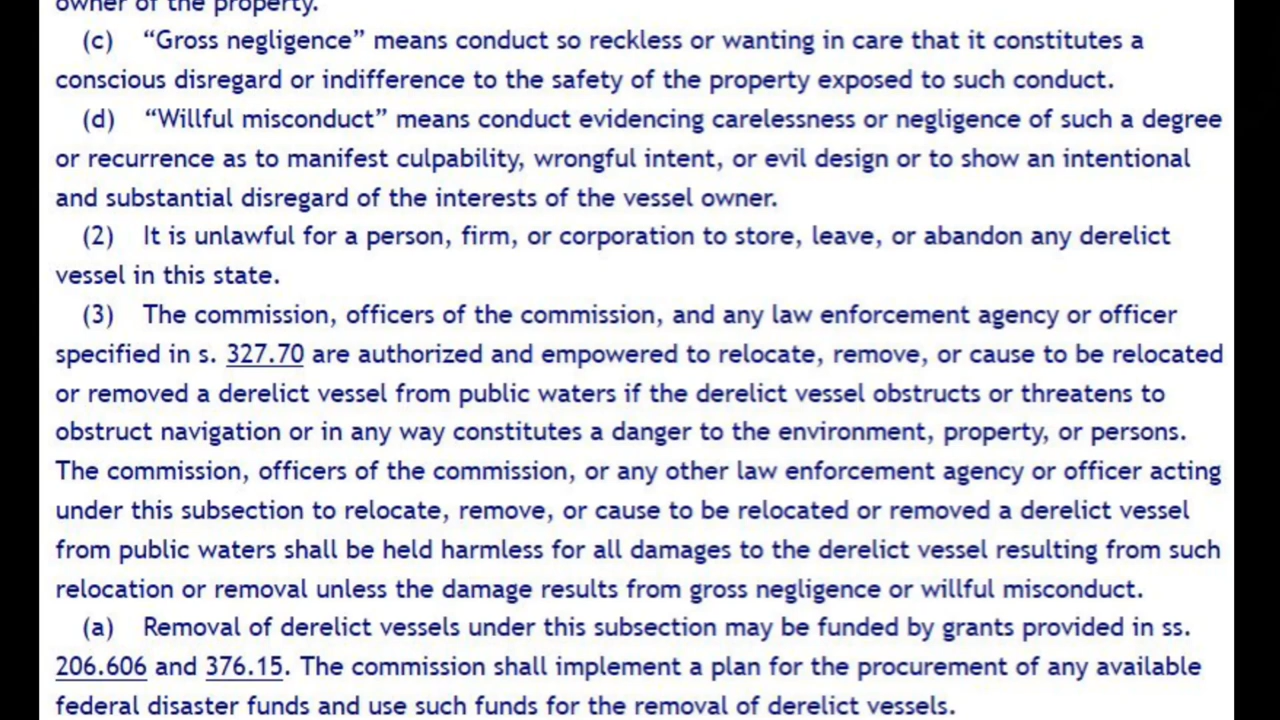 owner of the property.
(c) “Gross negligence” means conduct so reckless or wanting in care that it constitutes a
conscious disregard or indifference to the safety of the property exposed to such conduct.
(d) “Willful misconduct” means conduct evidencing carelessness or negligence of such a degree
or recurrence as to manifest culpability, wrongful intent, or evil design or to show an intentional
and substantial disregard of the interests of the vessel owner.
(2) It is unlawful for a person, firm, or corporation to store, leave, or abandon any derelict
vessel in this state.
(3) The commission, officers of the commission, and any law enforcement agency or officer
specified in s. 327.70 are authorized and empowered to relocate, remove, or cause to be relocated
or removed a derelict vessel from public waters if the derelict vessel obstructs or threatens to
obstruct navigation or in any way constitutes a danger to the environment, property, or persons.
The commission, officers of the commission, or any other law enforcement agency or officer acting
under this subsection to relocate, remove, or cause to be relocated or removed a derelict vessel
from public waters shall be held harmless for all damages to the derelict vessel resulting from such
relocation or removal unless the damage results from gross negligence or willful misconduct.
(a) Removal of derelict vessels under this subsection may be funded by grants provided in ss.
206.606 and 376.15. The commission shall implement a plan for the procurement of any available
federal disaster funds and use such funds for the removal of derelict vessels.